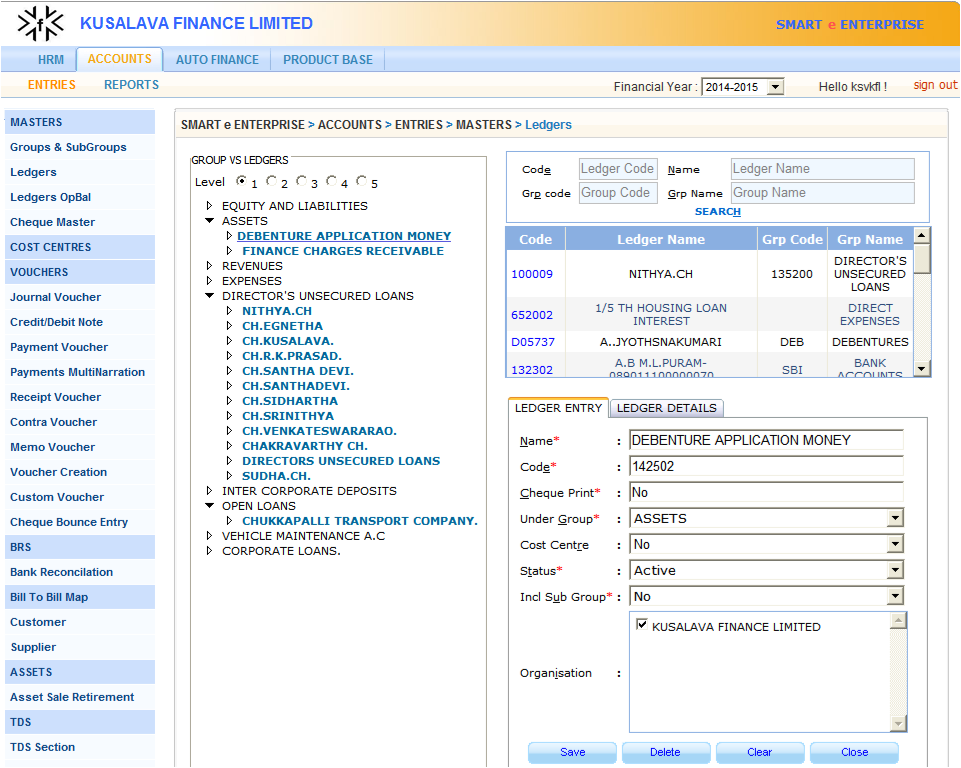 KUSALAVA FINANCE LIMITED
SMART e ENTERPRISE
HRM ACCOUNTS AUTO FINANCE PRODUCT BASE
ENTRIES REPORTS
Financial Year : 2014-2015 Hello ksvkfl ! sign out
MASTERS
Groups & SubGroups
Ledgers
Ledgers OpBal
Cheque Master
COST CENTRES
VOUCHERS
Journal Voucher
Credit/Debit Note
Payment Voucher
Payments MultiNarration
Receipt Voucher
Contra Voucher
Memo Voucher
Voucher Creation
Custom Voucher
Cheque Bounce Entry
BRS
Bank Reconcilation
Bill To Bill Map
Customer
Supplier
ASSETS
Asset Sale Retirement
TDS
TDS Section
SMART e ENTERPRISE > ACCOUNTS > ENTRIES > MASTERS > Ledgers
GROUP VS LEDGERS
Level 1 2 3 4 5
EQUITY AND LIABILITIES
ASSETS
DEBENTURE APPLICATION MONEY
FINANCE CHARGES RECEIVABLE
REVENUES
EXPENSES
DIRECTOR'S UNSECURED LOANS
NITHYA.CH
CH.EGNETHA
CH.KUSALAVA.
CH.R.K.PRASAD.
CH.SANTHA DEVI.
CH.SANTHADEVI.
CH.SIDHARTHA
CH.SRINITHYA
CH.VENKATESWARARAO.
CHAKRAVARTHY CH.
DIRECTORS UNSECURED LOANS
SUDHA.CH.
INTER CORPORATE DEPOSITS
OPEN LOANS
CHUKKAPALLI TRANSPORT COMPANY.
VEHICLE MAINTENANCE A.C
CORPORATE LOANS.
Code Ledger Code Name Ledger Name
Grp code Group Code Grp Name Group Name
SEARCH
Code Ledger Name Grp Code Grp Name
100009 NITHYA.CH 135200 DIRECTOR'S
UNSECURED
LOANS
652002 1/5 TH HOUSING LOAN
INTEREST
DIRECT
EXPENSES
D05737 A..JYOTHSNAKUMARI DEB DEBENTURES
132302 A.B M.L.PURAM-
089011100000070
SBI BANK
ACCOUNTS
LEDGER ENTRY LEDGER DETAILS
Name* : DEBENTURE APPLICATION MONEY
Code* : 142502
Cheque Print* : No
Under Group* : ASSETS
Cost Centre : No
Status* : Active
Incl Sub Group* : No
KUSALAVA FINANCE LIMITED
Organisation :
Save Delete Clear Close